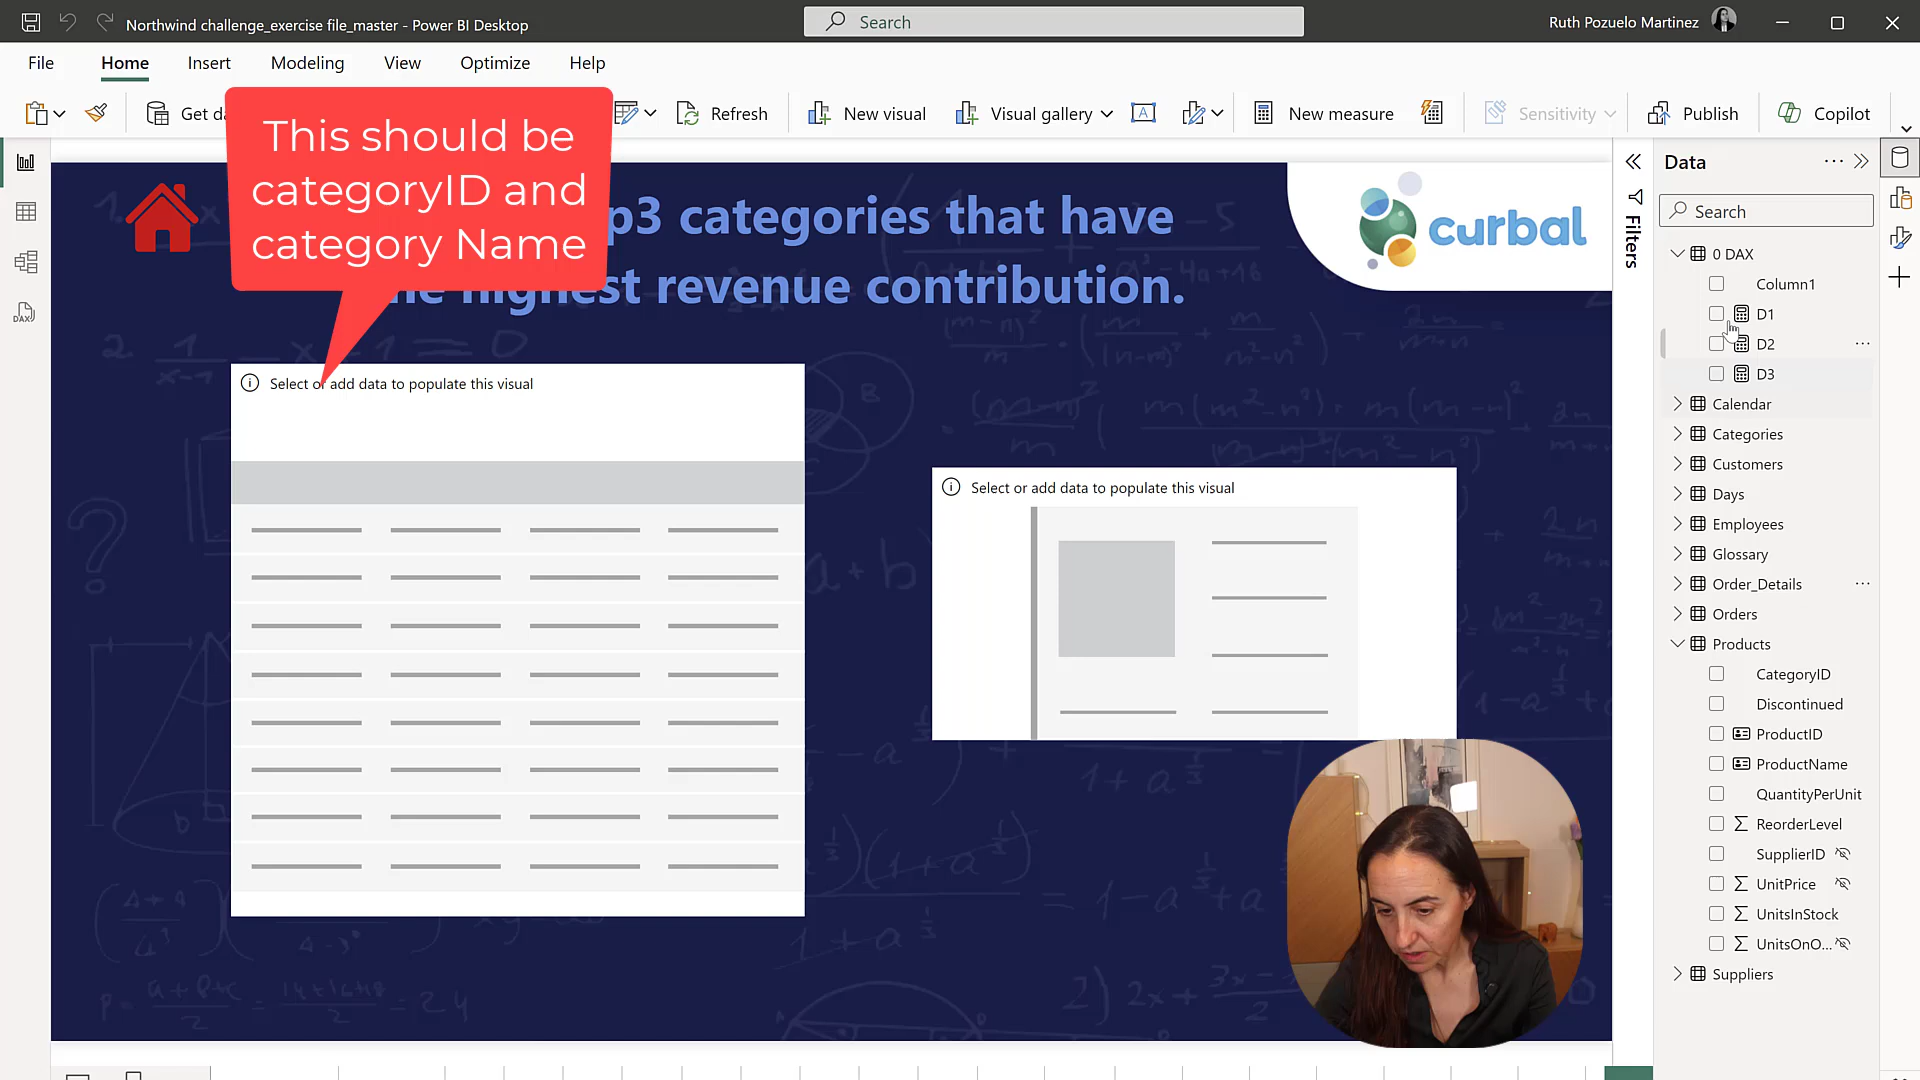 Northwind challenge_exercise file_master - Power BI Desktop
Search
Ruth Pozuelo Martinez
File
Home
Insert
Modeling
View
Optimize
Help
Get d
Refresh
New visual
Visual gallery
New measure
Sensitivity
Publish
Copilot
This should be
categoryID and
category Name
p3 categories that have
highest revenue contribution.
curbal
Select or add data to populate this visual
Select or add data to populate this visual
Filters
Data
Search
0 DAX
Column1
D1
D2
D3
Calendar
Categories
Customers
Days
Employees
Glossary
Order_Details
Orders
Products
CategoryID
Discontinued
ProductID
ProductName
QuantityPerUnit
ReorderLevel
SupplierID
UnitPrice
UnitsInStock
UnitsOnO...
Suppliers